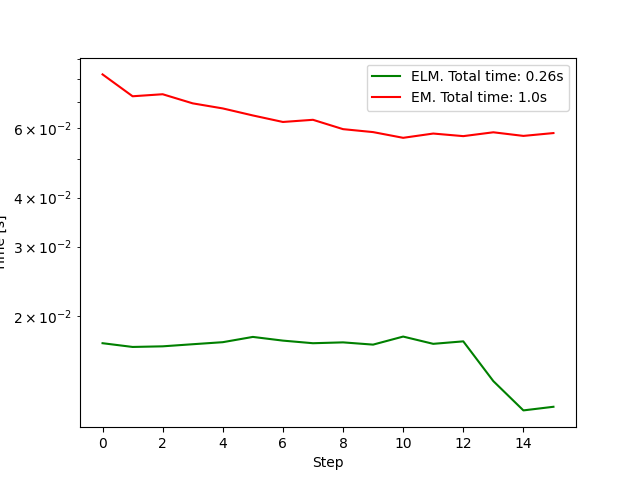 ELM. Total time: 0.26s
EM. Total time: 1.0s
6 × 10⁻²
4 × 10⁻²
3 × 10⁻²
2 × 10⁻²
Time [s]
0 2 4 6 8 10 12 14
Step